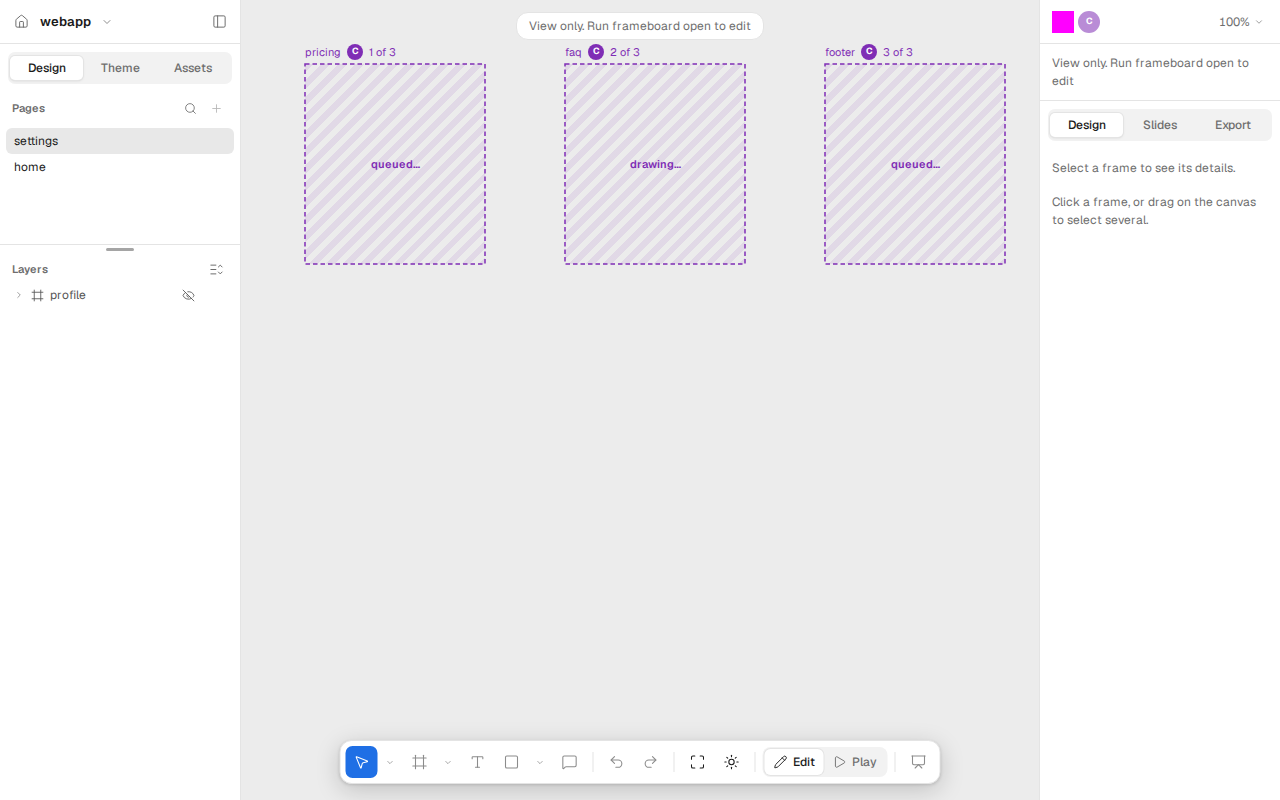 webapp
Design Theme Assets
Pages
settings
home
Layers
profile
View only. Run frameboard open to edit
pricing C 1 of 3
queued...
faq C 2 of 3
drawing...
footer C 3 of 3
queued...
Edit Play
C 100%
View only. Run frameboard open to
edit
Design Slides Export
Select a frame to see its details.
Click a frame, or drag on the canvas
to select several.